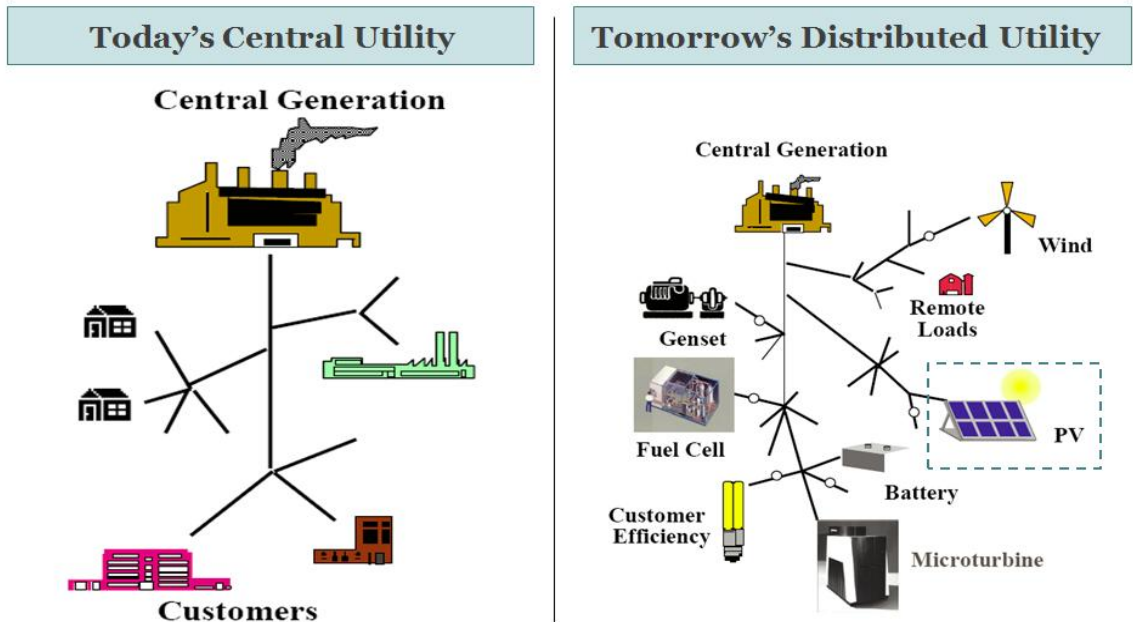 Today's Central Utility
Central Generation
Customers
Tomorrow's Distributed Utility
Central Generation
Wind
Remote
Loads
Genset
Fuel Cell
PV
Battery
Customer
Efficiency
Microturbine